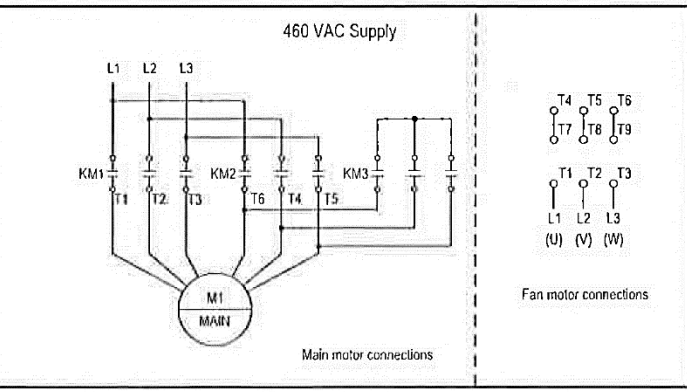 460 VAC Supply
L1 L2 L3
KM1 KM2 KM3
T1 T2 T3 T6 T4 T5
M1
MAIN
Main motor connections
T4 T5 T6
T7 T8 T9
T1 T2 T3
L1 L2 L3
(U) (V) (W)
Fan motor connections